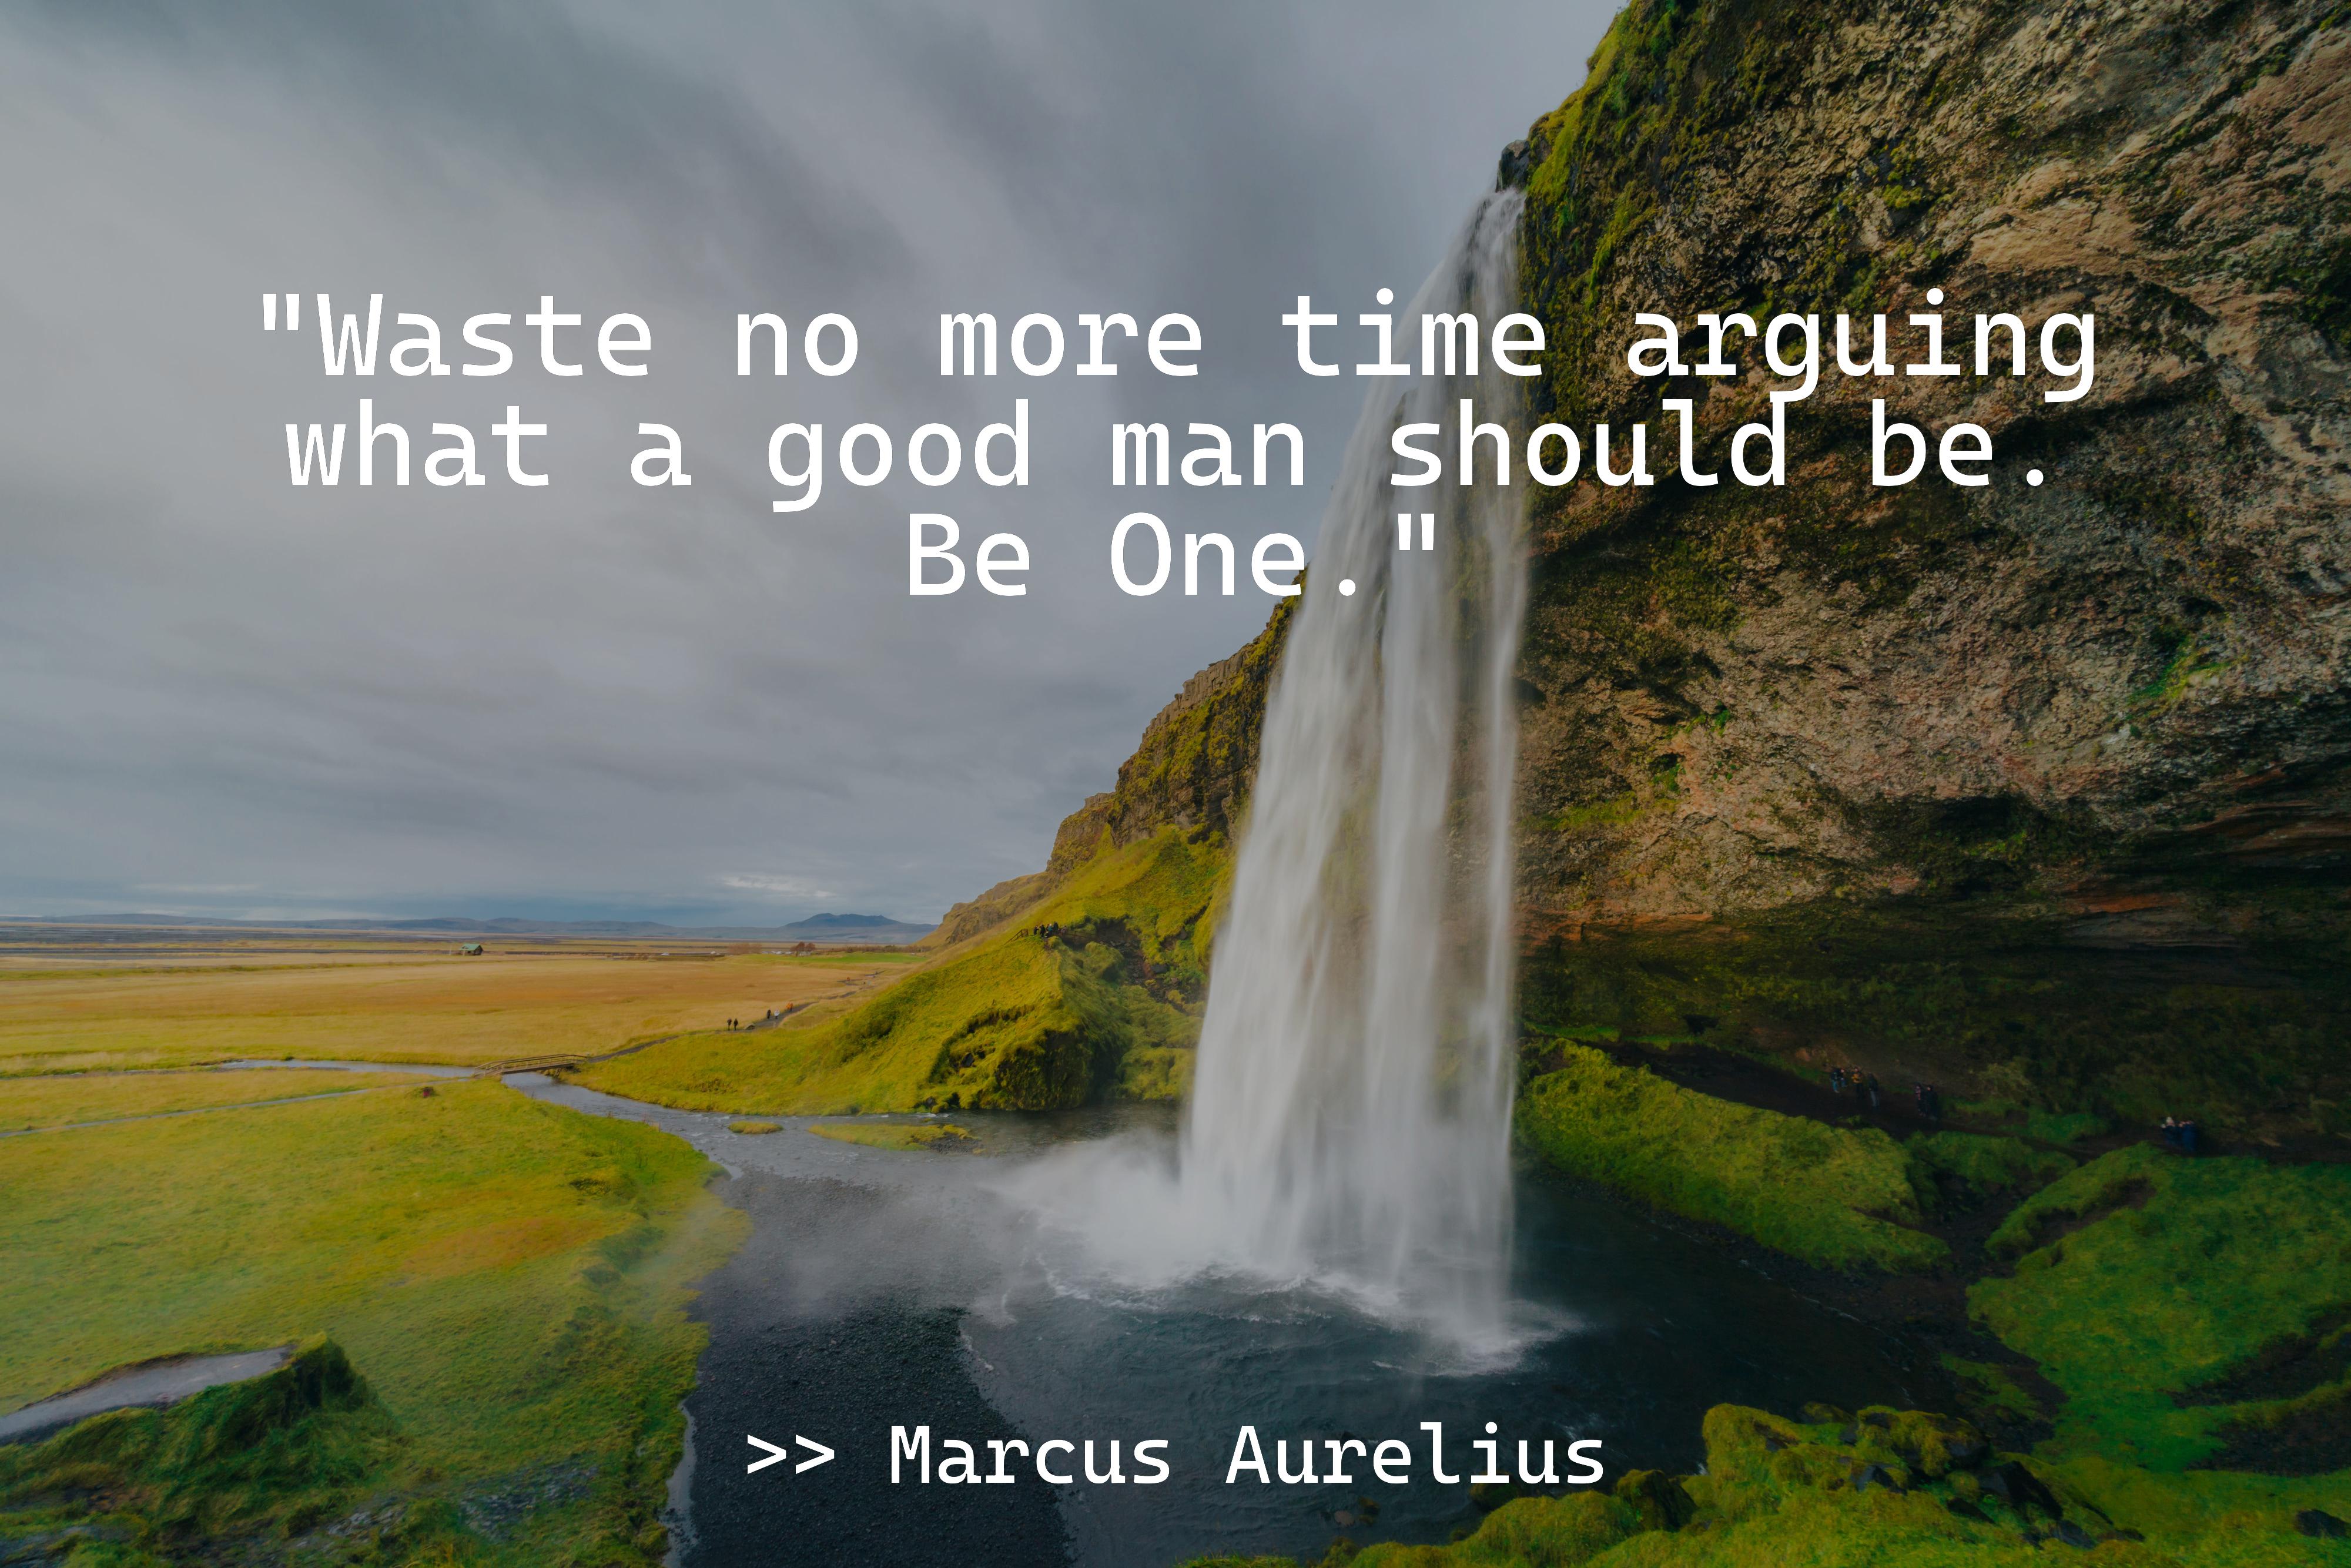 "Waste no more time arguing
what a good man should be.
Be One."
>> Marcus Aurelius